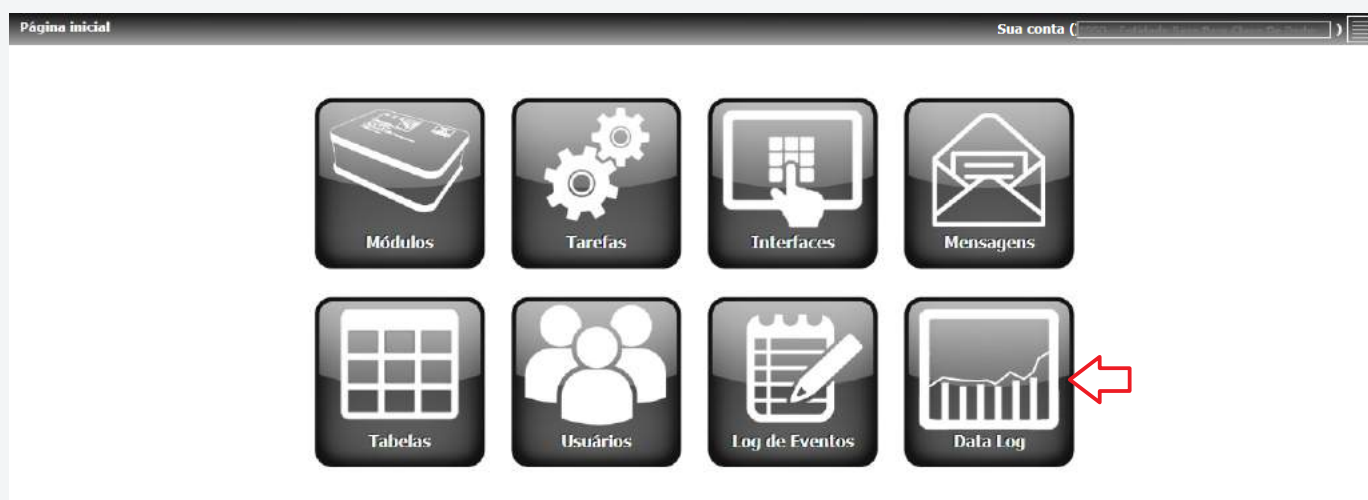 Página inicial
Sua conta (
)
Módulos
Tarefas
Interfaces
Mensagens
Tabelas
Usuários
Log de Eventos
Data Log